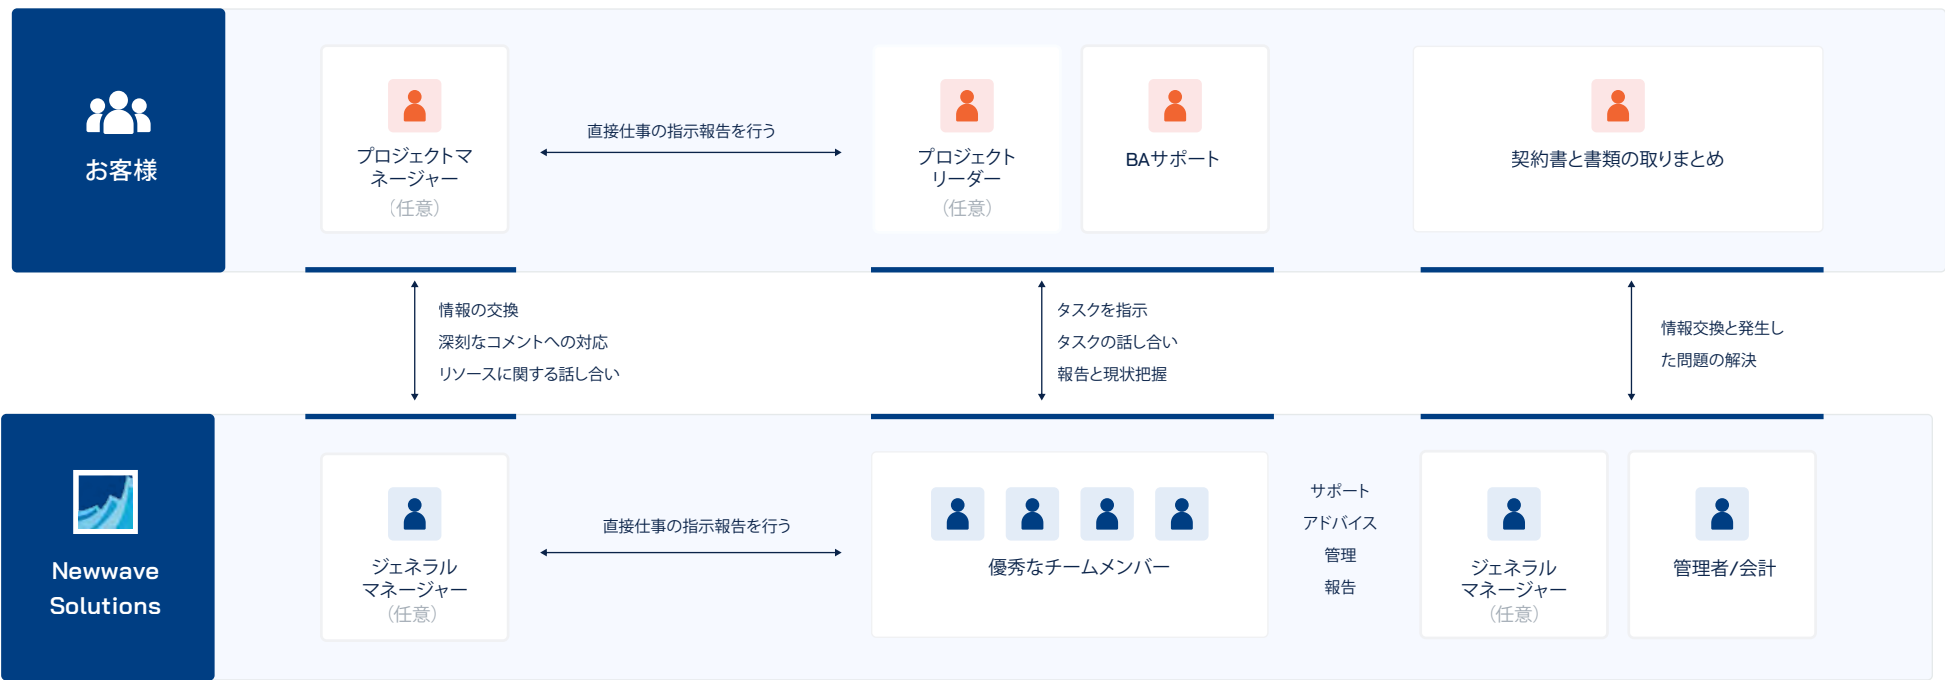 お客様
プロジェクトマ
ネージャー
（任意）
直接仕事の指示報告を行う
プロジェクト
リーダー
（任意）
BAサポート
契約書と書類の取りまとめ
情報の交換
深刻なコメントへの対応
リソースに関する話し合い
タスクを指示
タスクの話し合い
報告と現状把握
情報交換と発生し
た問題の解決
Newwave
Solutions
ジェネラル
マネージャー
（任意）
直接仕事の指示報告を行う
優秀なチームメンバー
サポート
アドバイス
管理
報告
ジェネラル
マネージャー
（任意）
管理者/会計